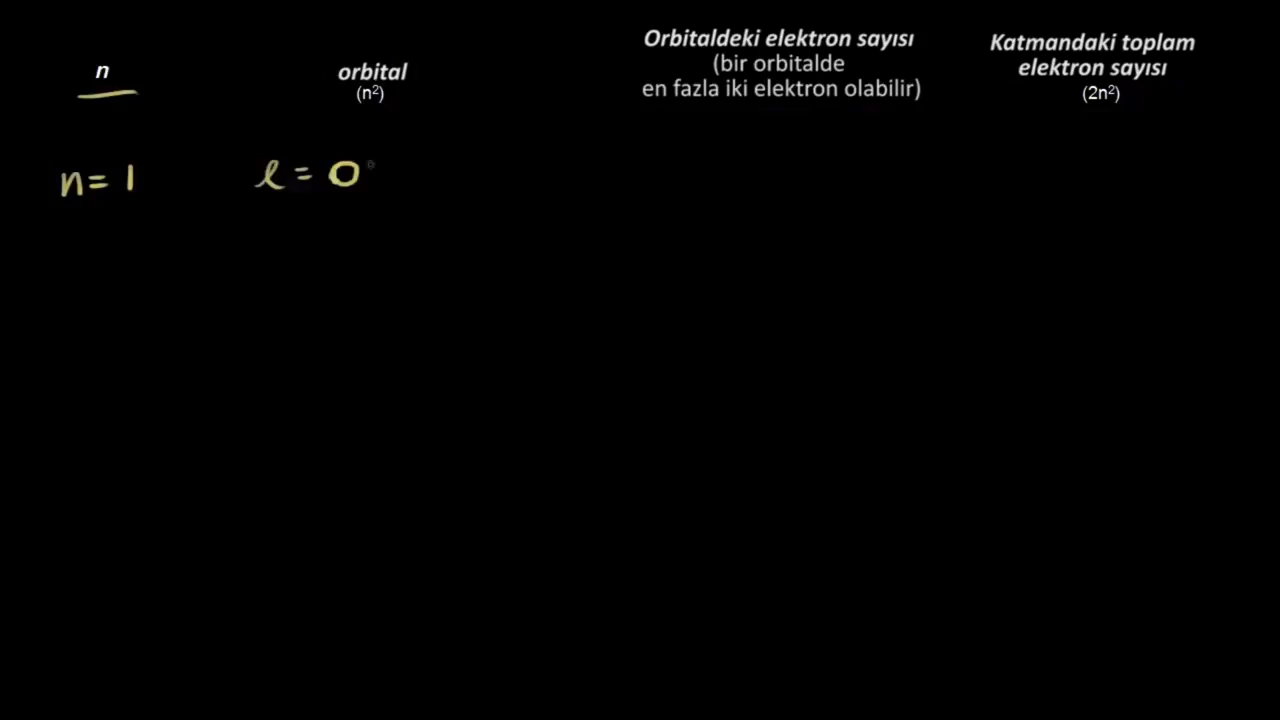 n
orbital
(n²)
Orbitaldeki elektron sayısı
(bir orbitalde
en fazla iki elektron olabilir)
Katmandaki toplam
elektron sayısı
(2n²)
n = 1
l = 0